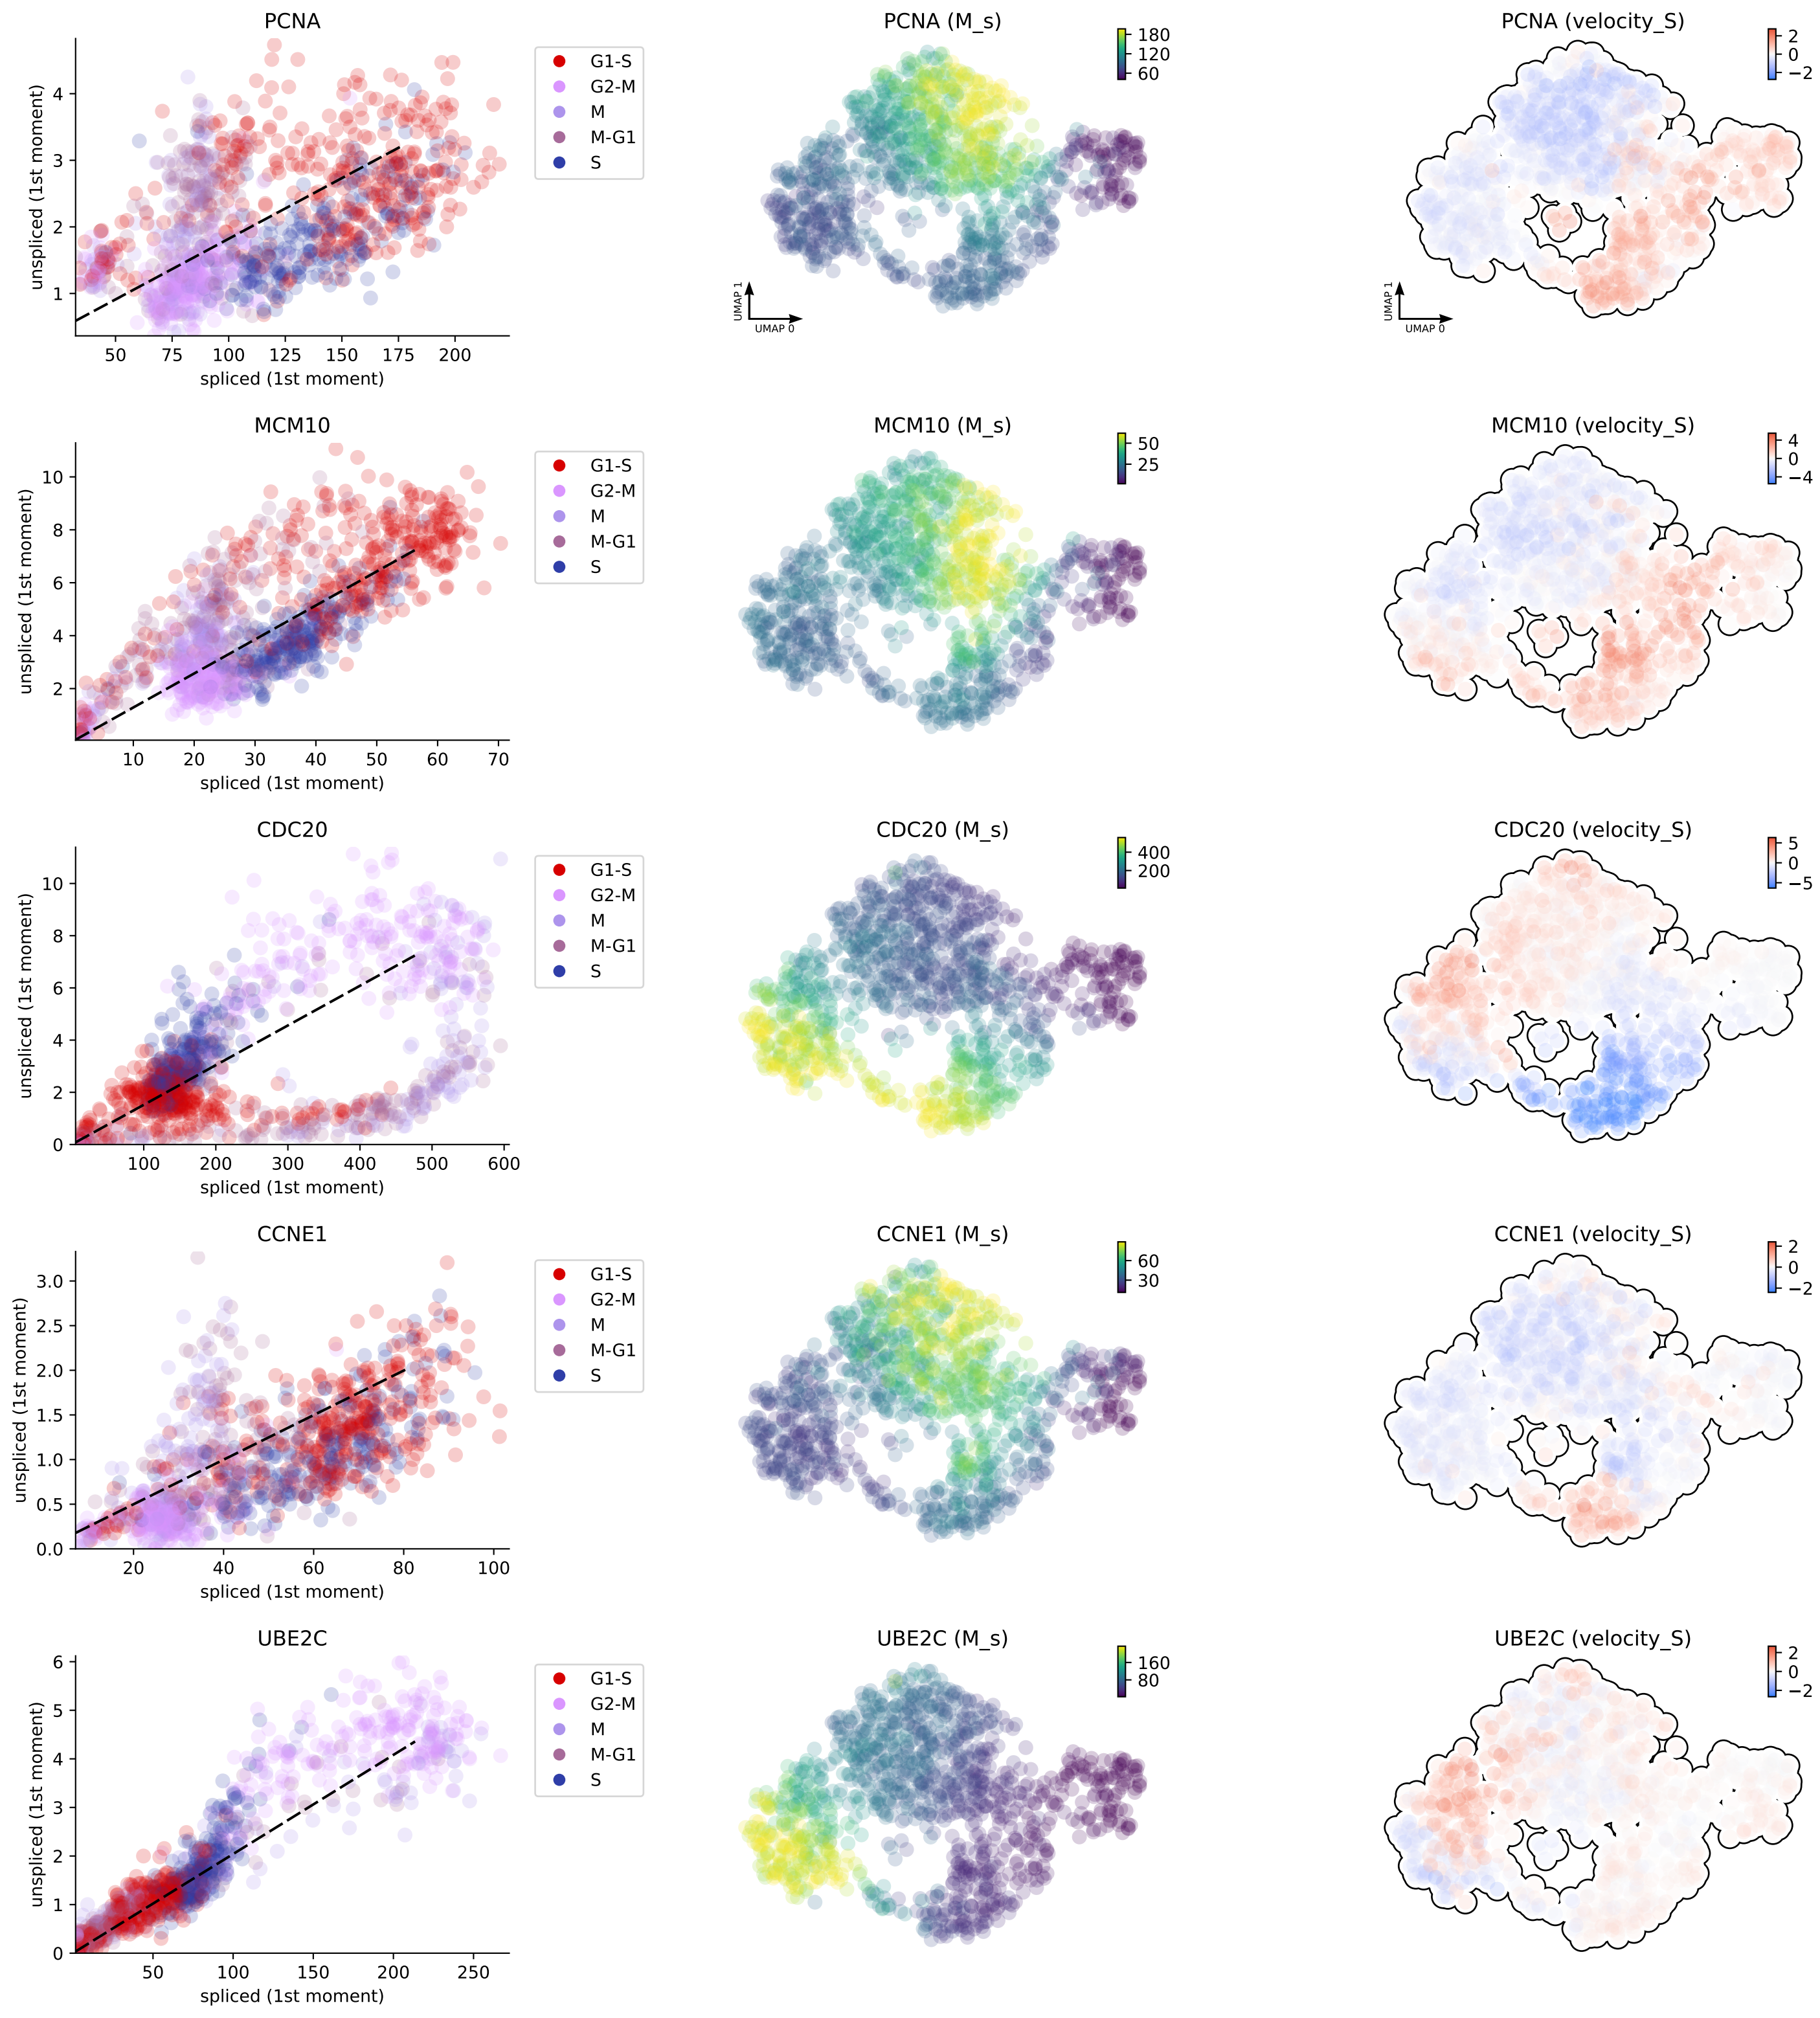 PCNA
unspliced (1st moment)
4
3
2
1
50 75 100 125 150 175 200
spliced (1st moment)
G1-S
G2-M
M
M-G1
S
PCNA (M_s)
180
120
60
UMAP 1
UMAP 0
PCNA (velocity_S)
2
0
−2
UMAP 1
UMAP 0
MCM10
unspliced (1st moment)
10
8
6
4
2
10 20 30 40 50 60 70
spliced (1st moment)
G1-S
G2-M
M
M-G1
S
MCM10 (M_s)
50
25
MCM10 (velocity_S)
4
0
−4
CDC20
unspliced (1st moment)
10
8
6
4
2
0
100 200 300 400 500 600
spliced (1st moment)
G1-S
G2-M
M
M-G1
S
CDC20 (M_s)
400
200
CDC20 (velocity_S)
5
0
−5
CCNE1
unspliced (1st moment)
3.0
2.5
2.0
1.5
1.0
0.5
0.0
20 40 60 80 100
spliced (1st moment)
G1-S
G2-M
M
M-G1
S
CCNE1 (M_s)
60
30
CCNE1 (velocity_S)
2
0
−2
UBE2C
unspliced (1st moment)
6
5
4
3
2
1
0
50 100 150 200 250
spliced (1st moment)
G1-S
G2-M
M
M-G1
S
UBE2C (M_s)
160
80
UBE2C (velocity_S)
2
0
−2